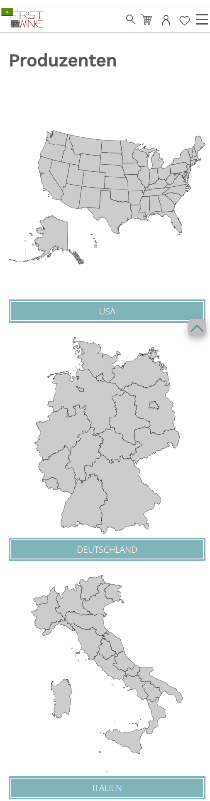 FIRST
WINE
Produzenten
USA
DEUTSCHLAND
ITALIEN